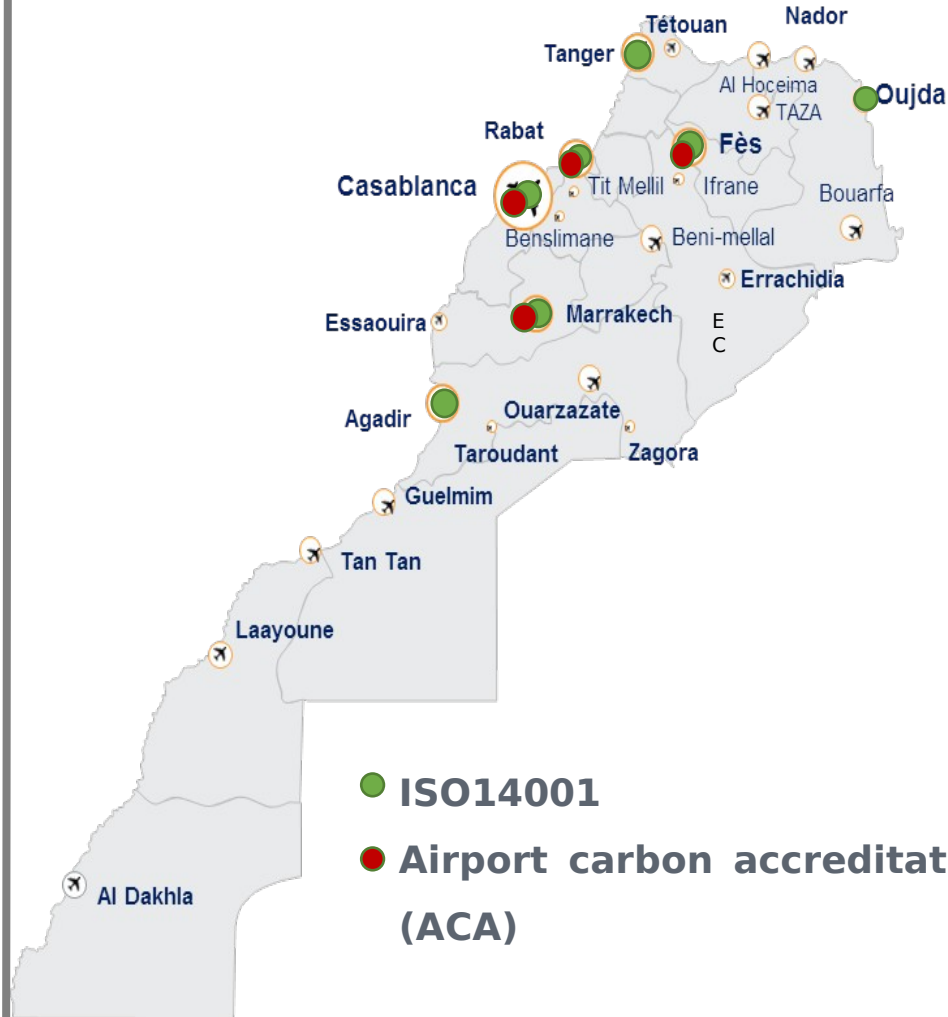 Nador
Tétouan
Tanger
Al Hoceima
Oujda
TAZA
Rabat
Fès
Casablanca
Tit Mellil
Ifrane
Bouarfa
Benslimane
Beni-mellal
Errachidia
Essaouira
Marrakech
E
C
Agadir
Ouarzazate
Taroudant
Zagora
Guelmim
Tan Tan
Laayoune
ISO14001
Airport carbon accreditat
(ACA)
Al Dakhla